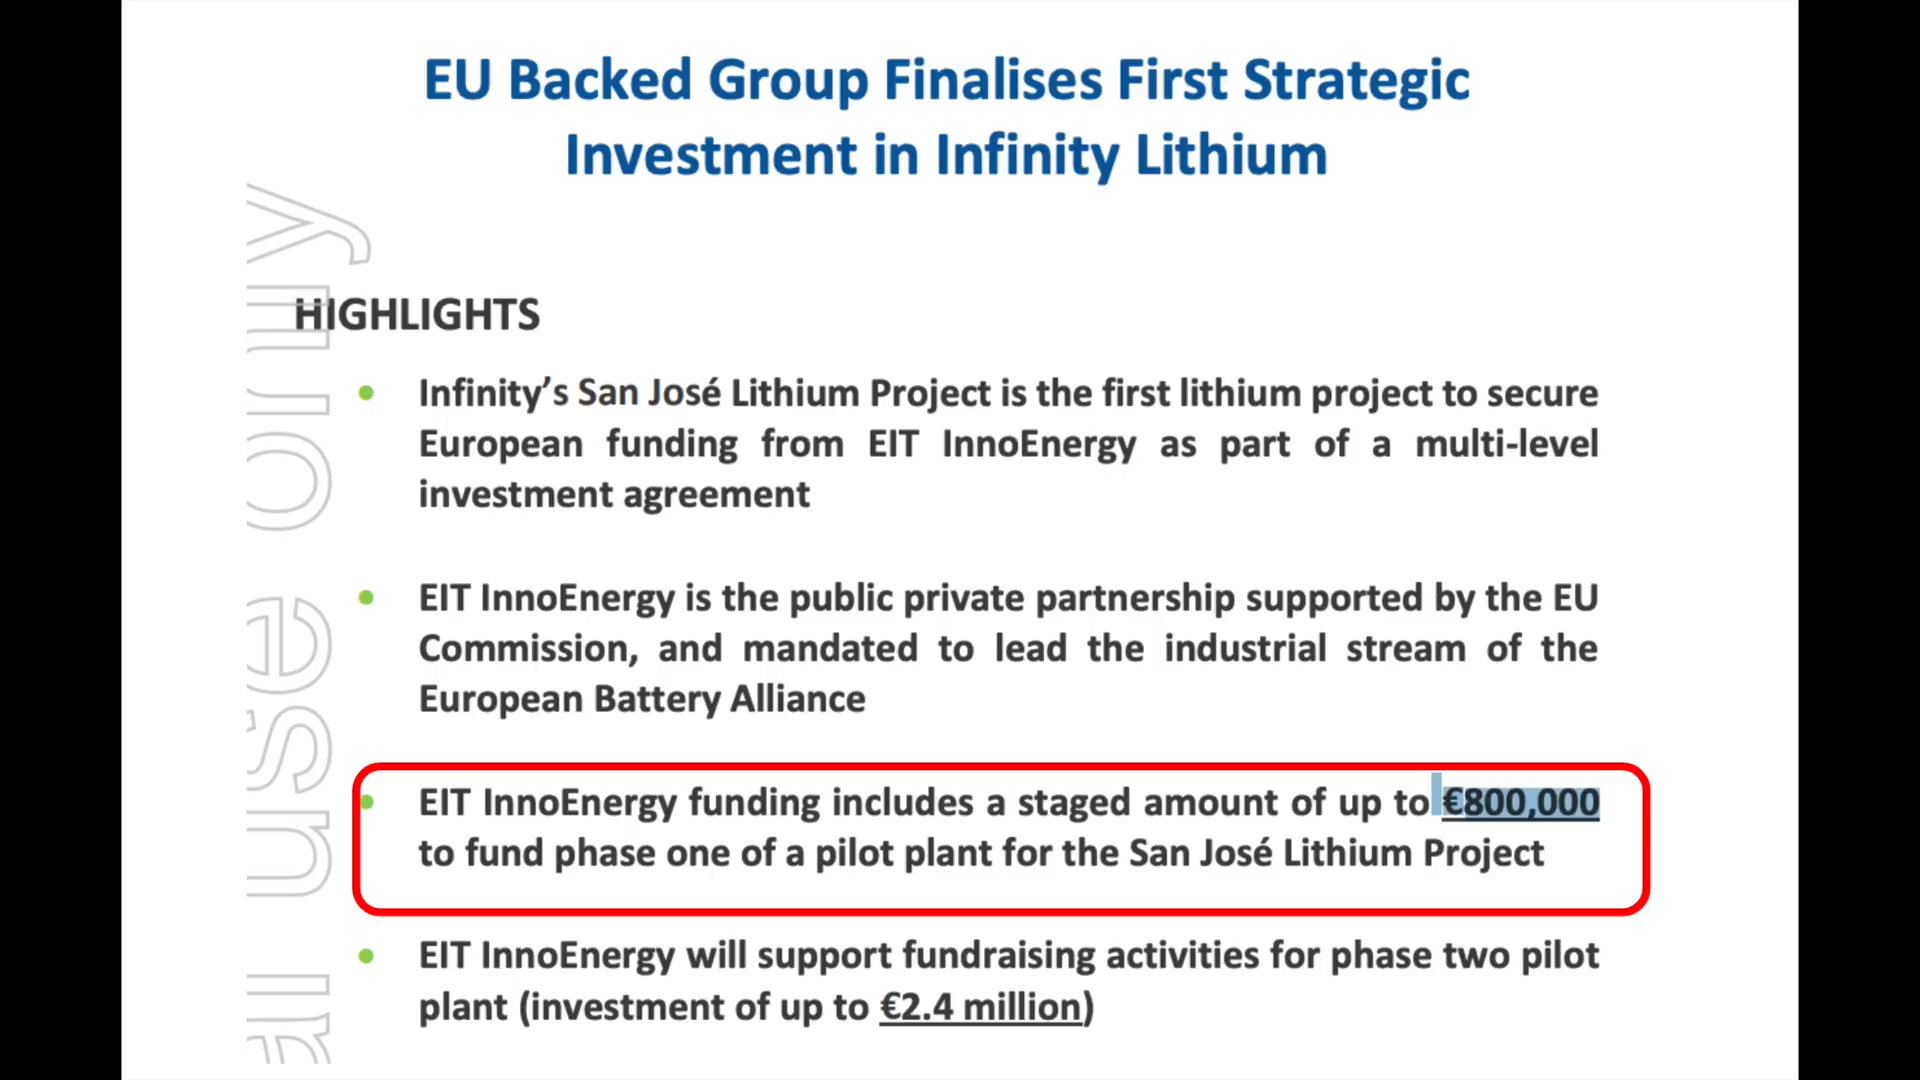 EU Backed Group Finalises First Strategic
Investment in Infinity Lithium
HIGHLIGHTS
• Infinity’s San José Lithium Project is the first lithium project to secure
European funding from EIT InnoEnergy as part of a multi-level
investment agreement
• EIT InnoEnergy is the public private partnership supported by the EU
Commission, and mandated to lead the industrial stream of the
European Battery Alliance
• EIT InnoEnergy funding includes a staged amount of up to €800,000
to fund phase one of a pilot plant for the San José Lithium Project
• EIT InnoEnergy will support fundraising activities for phase two pilot
plant (investment of up to €2.4 million)
use only